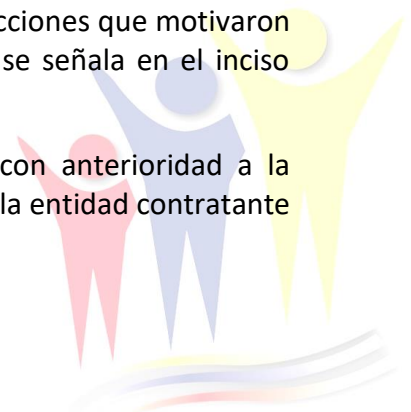 cciones que motivaron
se señala en el inciso
con anterioridad a la
la entidad contratante